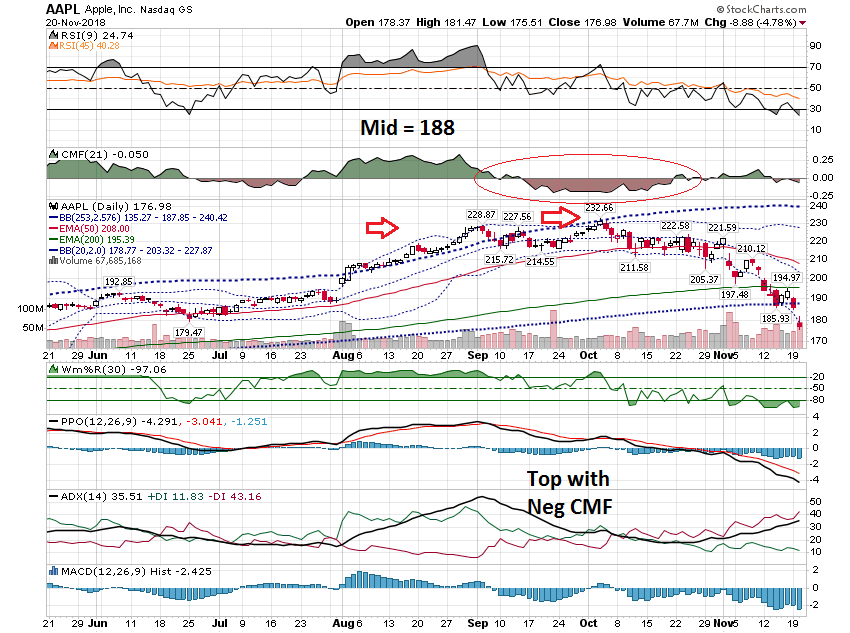 AAPL Apple, Inc. Nasdaq GS © StockCharts.com
20-Nov-2018 Open 178.37 High 181.47 Low 175.51 Close 176.98 Volume 67.7M Chg -8.88 (-4.78%)
RSI(9) 24.74
RSI(45) 40.28
90
70
50
30
10
Mid = 188
CMF(21) -0.050
0.25
0.00
-0.25
AAPL (Daily) 176.98
BB(253,2.576) 135.27 - 187.85 - 240.42
EMA(50) 208.00
EMA(200) 195.39
BB(20,2.0) 178.77 - 203.32 - 227.87
Volume 67,685,168
240
230
220
210
200
190
180
170
100M
50M
192.85
179.47
228.87
215.72
227.56
214.55
232.66
211.58
222.58
205.37
221.59
197.48
210.12
194.97
185.93
21 29 Jun 11 18 25 Jul 9 16 23 Aug 6 13 20 27 Sep 10 17 24 Oct 8 15 22 29 Nov 5 12 19
Wm%R(30) -97.06
-20
-50
-80
PPO(12,26,9) -4.291, -3.041, -1.251
4
2
0
-2
-4
Top with
Neg CMF
ADX(14) 35.51 +DI 11.83 -DI 43.16
50
40
30
20
10
MACD(12,26,9) Hist -2.425
2
0
-2
21 29 Jun 11 18 25 Jul 9 16 23 Aug 6 13 20 27 Sep 10 17 24 Oct 8 15 22 29 Nov 5 12 19